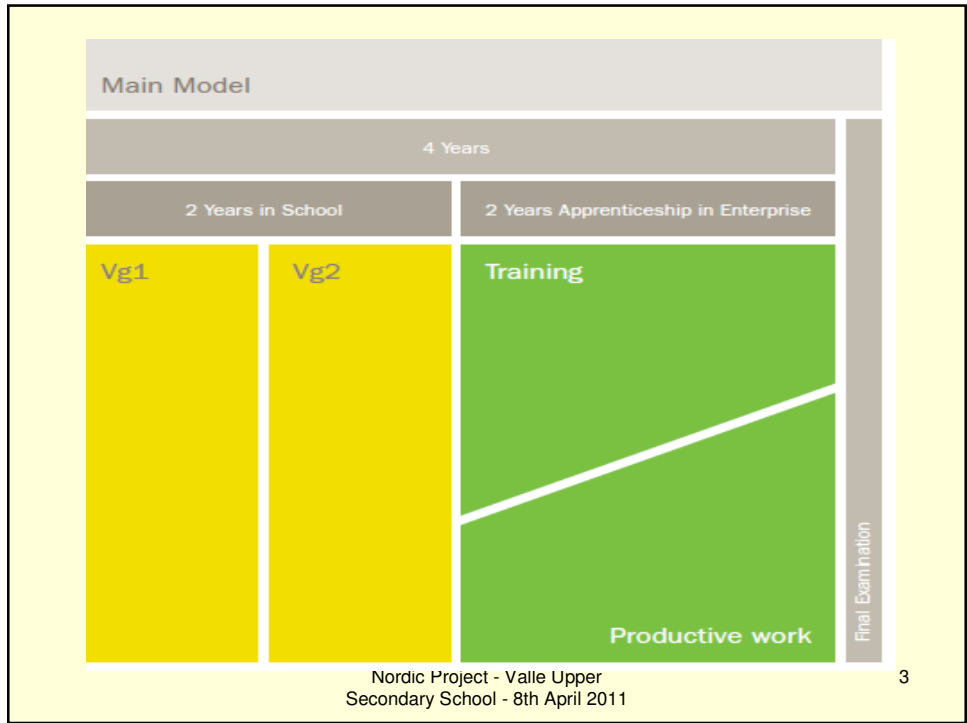 Main Model
4 Years
2 Years in School
2 Years Apprenticeship in Enterprise
Vg1
Vg2
Training
Productive work
Final Examination
Nordic Project - Valle Upper
Secondary School - 8th April 2011
3